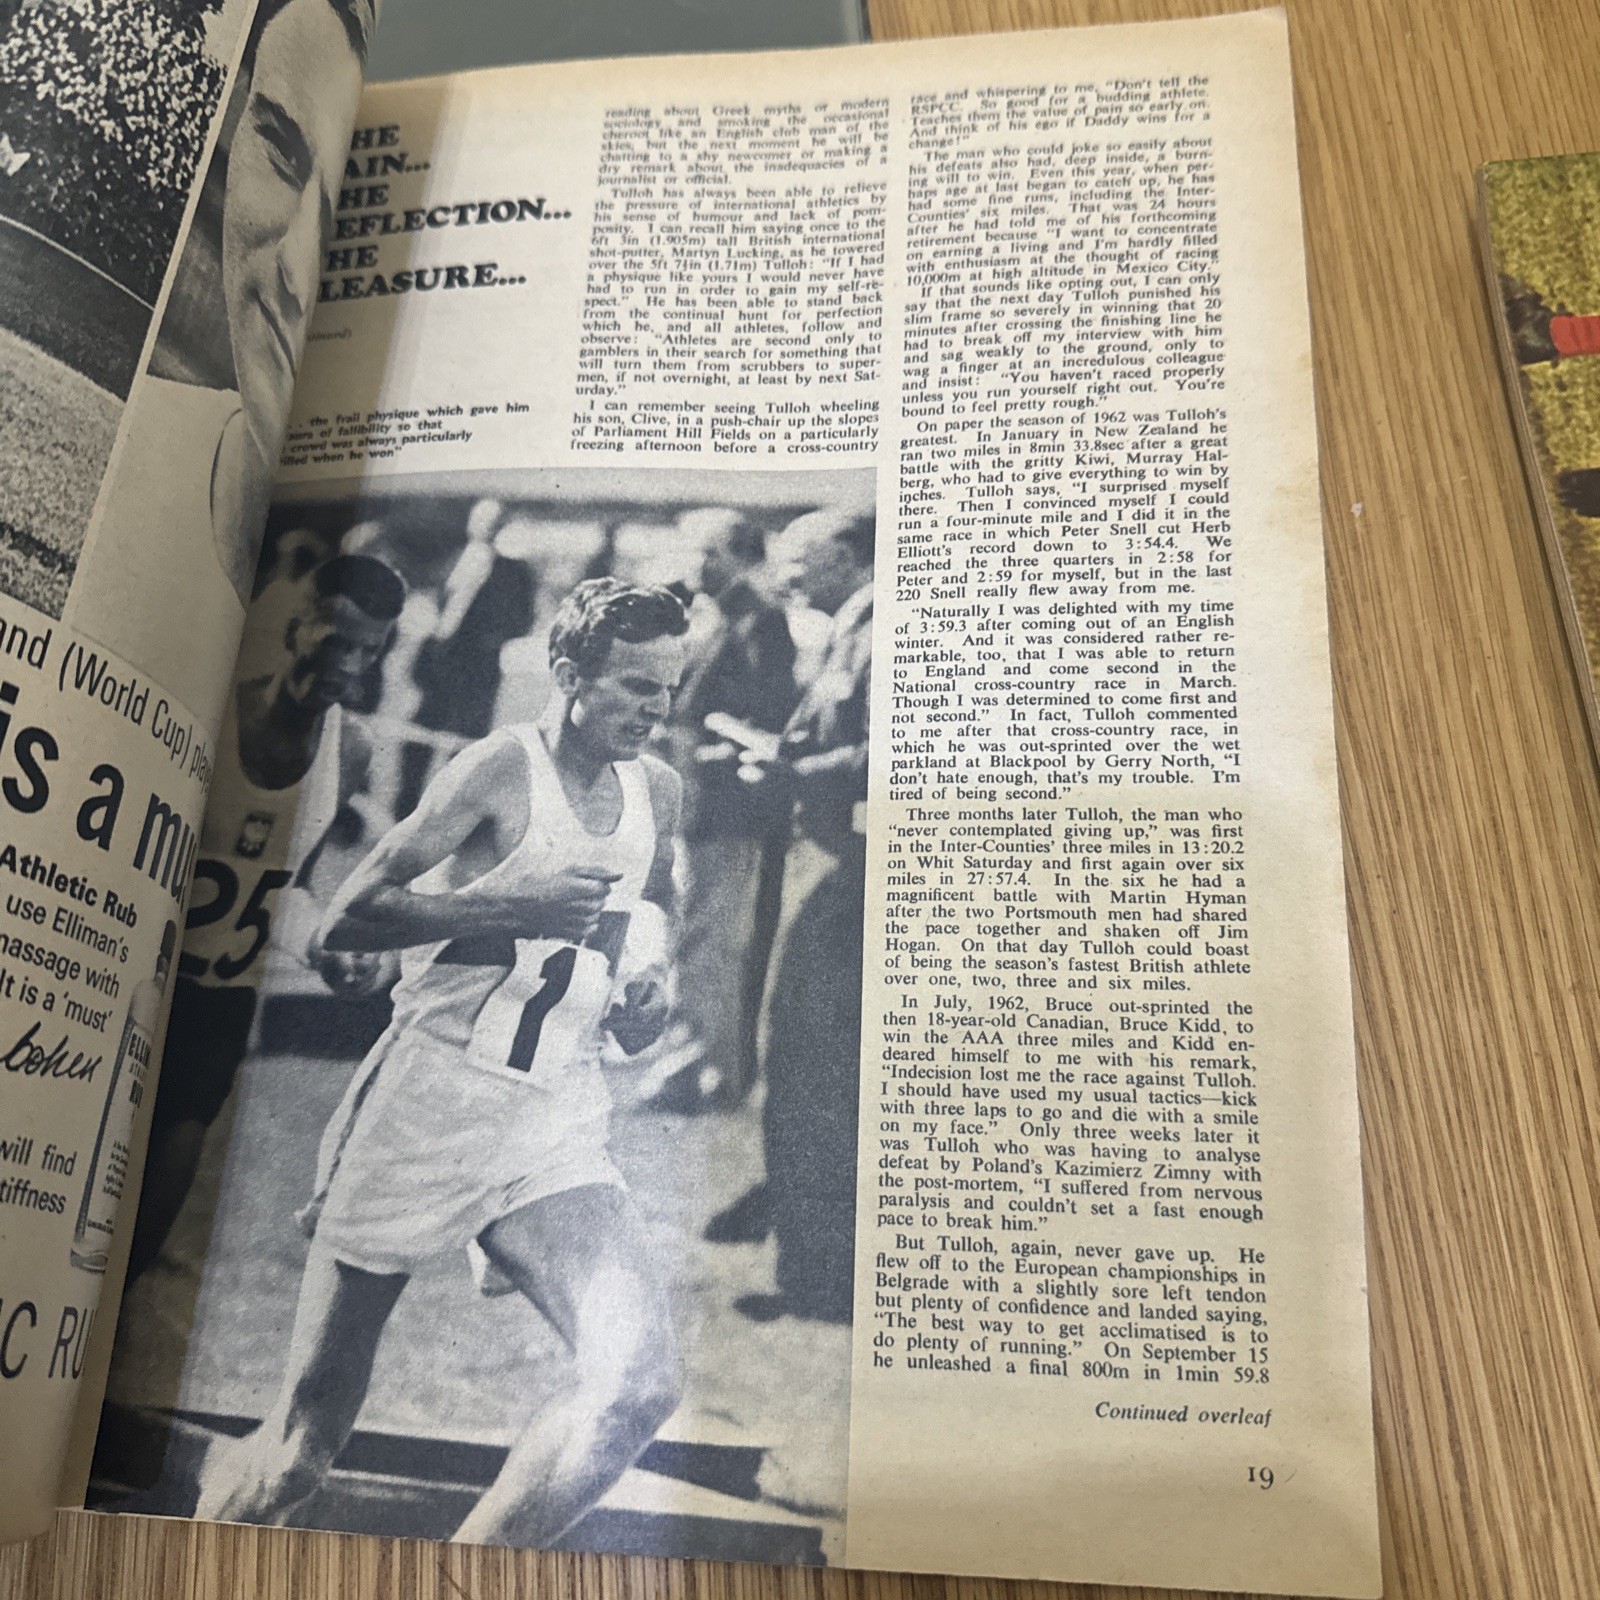 and (World Cup) play
is a mu
Athletic Rub
use Elliman's
massage with
It is a 'must'
Cohen
will find
tiffness
C RU
ELLI
RU
HE
AIN...
HE
EFLECTION...
HE
LEASURE...
the frail physique which gave him
of fallibility so that
crowd was always particularly
when he won"
25
1
reading about Greek myths or modern
sociology and smoking the occasional
cheroot like an English club man of the
skies, but the next moment he will be
chatting to a shy newcomer or making a
dry remark about the inadequacies of a
journalist or official.
Tulloh has always been able to relieve
the pressure of international athletics by
his sense of humour and lack of pom-
posity. I can recall him saying once to the
6ft 3in (1.905m) tall British international
shot-putter, Martyn Lucking, as he towered
over the 5ft 7½in (1.71m) Tulloh: "If I had
a physique like yours I would never have
had to run in order to gain my self-re-
spect." He has been able to stand back
from the continual hunt for perfection
which he, and all athletes, follow and
observe: "Athletes are second only to
gamblers in their search for something that
will turn them from scrubbers to super-
men, if not overnight, at least by next Sat-
urday."
I can remember seeing Tulloh wheeling
his son, Clive, in a push-chair up the slopes
of Parliament Hill Fields on a particularly
freezing afternoon before a cross-country
race and whispering to me, "Don't tell the
RSPCC. So good for a budding athlete.
Teaches them the value of pain so early on.
And think of his ego if Daddy wins for a
change!"
The man who could joke so easily about
his defeats also had, deep inside, a burn-
ing will to win. Even this year, when per-
haps age at last began to catch up, he has
had some fine runs, including the Inter-
Counties' six miles. That was 24 hours
after he had told me of his forthcoming
retirement because "I want to concentrate
on earning a living and I'm hardly filled
with enthusiasm at the thought of racing
10,000m at high altitude in Mexico City."
If that sounds like opting out, I can only
say that the next day Tulloh punished his
slim frame so severely in winning that 20
minutes after crossing the finishing line he
had to break off my interview with him
and sag weakly to the ground, only to
wag a finger at an incredulous colleague
and insist: "You haven't raced properly
unless you run yourself right out. You're
bound to feel pretty rough."
On paper the season of 1962 was Tulloh's
greatest. In January in New Zealand he
ran two miles in 8min 33.8sec after a great
battle with the gritty Kiwi, Murray Hal-
berg, who had to give everything to win by
inches. Tulloh says, "I surprised myself
there. Then I convinced myself I could
run a four-minute mile and I did it in the
same race in which Peter Snell cut Herb
Elliott's record down to 3:54.4. We
reached the three quarters in 2:58 for
Peter and 2:59 for myself, but in the last
220 Snell really flew away from me.
"Naturally I was delighted with my time
of 3:59.3 after coming out of an English
winter. And it was considered rather re-
markable, too, that I was able to return
to England and come second in the
National cross-country race in March.
Though I was determined to come first and
not second." In fact, Tulloh commented
to me after that cross-country race, in
which he was out-sprinted over the wet
parkland at Blackpool by Gerry North, "I
don't hate enough, that's my trouble. I'm
tired of being second."
Three months later Tulloh, the man who
"never contemplated giving up," was first
in the Inter-Counties' three miles in 13:20.2
on Whit Saturday and first again over six
miles in 27:57.4. In the six he had a
magnificent battle with Martin Hyman
after the two Portsmouth men had shared
the pace together and shaken off Jim
Hogan. On that day Tulloh could boast
of being the season's fastest British athlete
over one, two, three and six miles.
In July, 1962, Bruce out-sprinted the
then 18-year-old Canadian, Bruce Kidd, to
win the AAA three miles and Kidd en-
deared himself to me with his remark,
"Indecision lost me the race against Tulloh.
I should have used my usual tactics—kick
with three laps to go and die with a smile
on my face." Only three weeks later it
was Tulloh who was having to analyse
defeat by Poland's Kazimierz Zimny with
the post-mortem, "I suffered from nervous
paralysis and couldn't set a fast enough
pace to break him."
But Tulloh, again, never gave up. He
flew off to the European championships in
Belgrade with a slightly sore left tendon
but plenty of confidence and landed saying,
"The best way to get acclimatised is to
do plenty of running." On September 15
he unleashed a final 800m in 1min 59.8
Continued overleaf
19